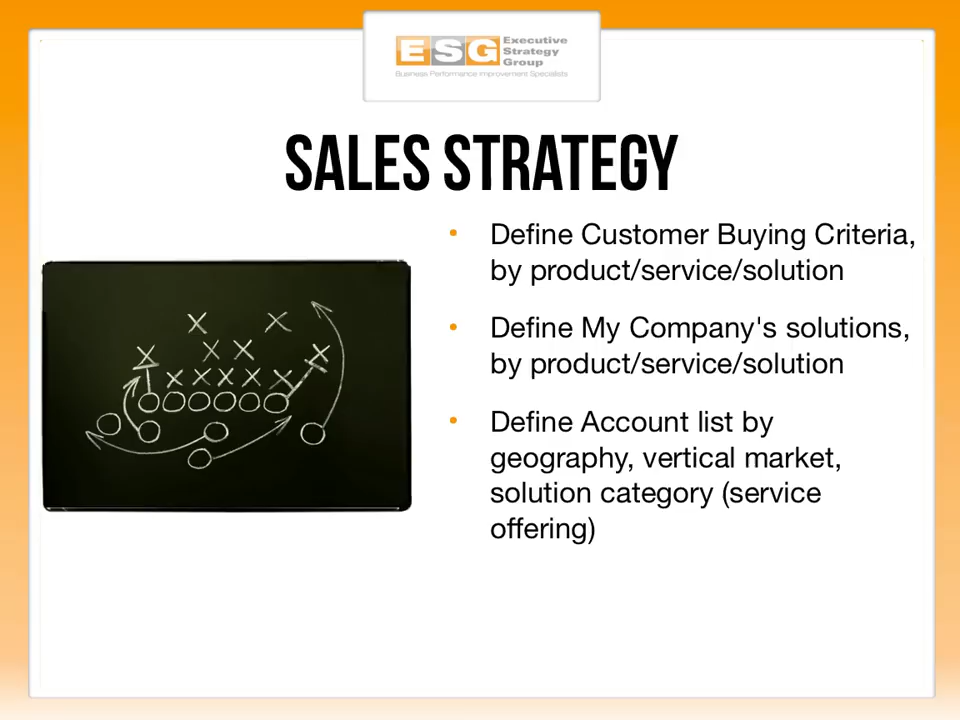 ESG Executive
Strategy
Group
Business Performance Improvement Specialists
SALES STRATEGY
• Define Customer Buying Criteria,
by product/service/solution
• Define My Company's solutions,
by product/service/solution
• Define Account list by
geography, vertical market,
solution category (service
offering)